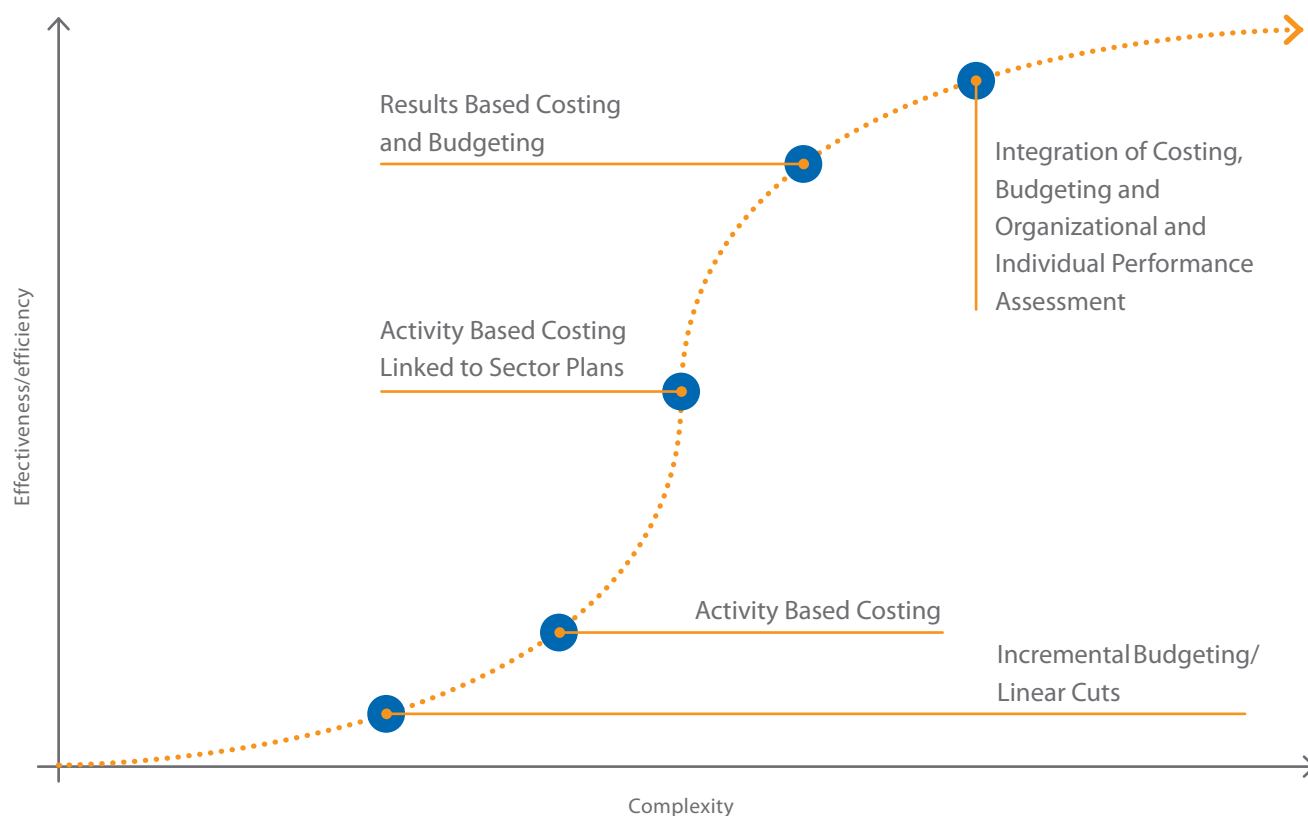 Results Based Costing
and Budgeting
Integration of Costing,
Budgeting and
Organizational and
Individual Performance
Assessment
Effectiveness/efficiency
Activity Based Costing
Linked to Sector Plans
Activity Based Costing
Incremental Budgeting/
Linear Cuts
Complexity